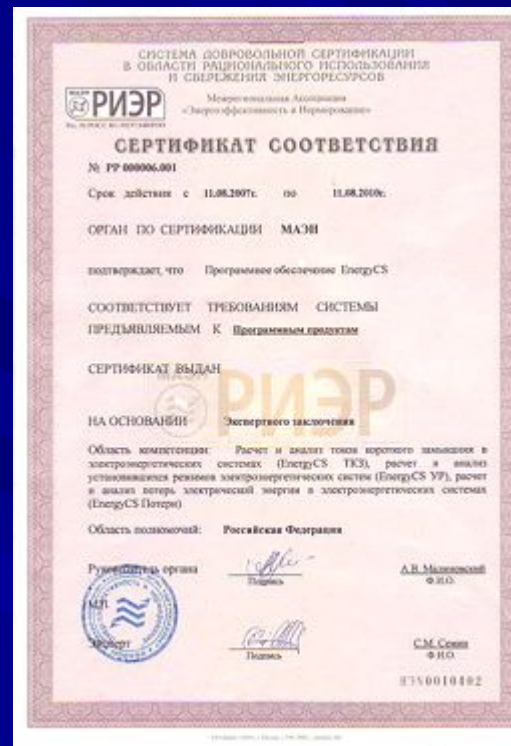 СИСТЕМА ДОБРОВОЛЬНОЙ СЕРТИФИКАЦИИ
В ОБЛАСТИ РАЦИОНАЛЬНОГО ИСПОЛЬЗОВАНИЯ
И СБЕРЕЖЕНИЯ ЭНЕРГОРЕСУРСОВ
РИЭР
Межрегиональная Ассоциация
«Энергоэффективность и Нормирование»
СЕРТИФИКАТ СООТВЕТСТВИЯ
№ РР 000006.001
Срок действия с 11.08.2007г. по 11.08.2010г.
ОРГАН ПО СЕРТИФИКАЦИИ МАЭН
подтверждает, что Программное обеспечение EnergyCS
СООТВЕТСТВУЕТ ТРЕБОВАНИЯМ СИСТЕМЫ
ПРЕДЪЯВЛЯЕМЫМ К Программным продуктам
СЕРТИФИКАТ ВЫДАН
МАЭН
РИЭР
НА ОСНОВАНИИ Экспертного заключения
Область компетенции: Расчет и анализ токов короткого замыкания в
электроэнергетических системах (EnergyCS ТКЗ), расчет и анализ
установившихся режимов электроэнергетических систем (EnergyCS УР), расчет
и анализ потерь электрической энергии в электроэнергетических системах
(EnergyCS Потери)
Область полномочий: Российская Федерация
Руководитель органа
Подпись
А.В. Малиновский
Ф.И.О.
М.П.
Эксперт
Подпись
С.М.
Ф.И.О.
0010402